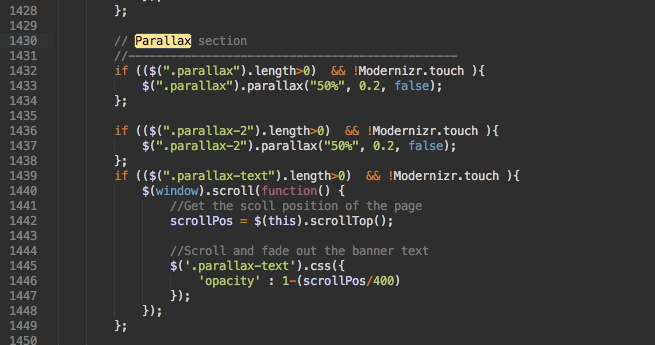 1428 };
1429
1430 // Parallax section
1431 //-----------------------------------------------
1432 if (($(".parallax").length>0)  && !Modernizr.touch ){
1433 $(".parallax").parallax("50%", 0.2, false);
1434 };
1435
1436 if (($(".parallax-2").length>0)  && !Modernizr.touch ){
1437 $(".parallax-2").parallax("50%", 0.2, false);
1438 };
1439 if (($(".parallax-text").length>0)  && !Modernizr.touch ){
1440 $(window).scroll(function() {
1441 //Get the scoll position of the page
1442 scrollPos = $(this).scrollTop();
1443
1444 //Scroll and fade out the banner text
1445 $('.parallax-text').css({
1446 'opacity' : 1-(scrollPos/400)
1447 });
1448 });
1449 };
1450